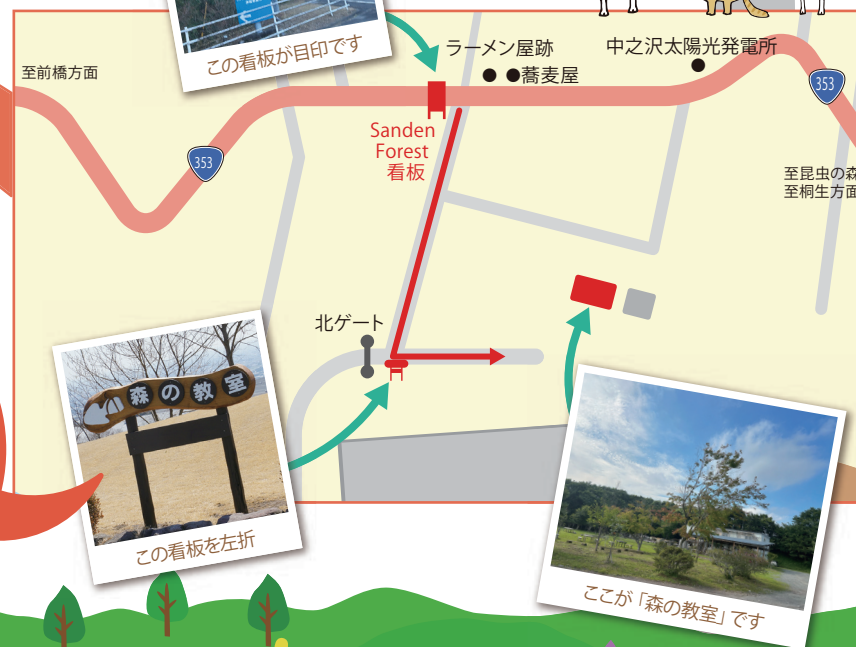 この看板が目印です
ラーメン屋跡
蕎麦屋
中之沢太陽光発電所
至前橋方面
353
Sanden
Forest
看板
353
至昆虫の森
至桐生方面
北ゲート
森の教室
この看板を左折
ここが「森の教室」です